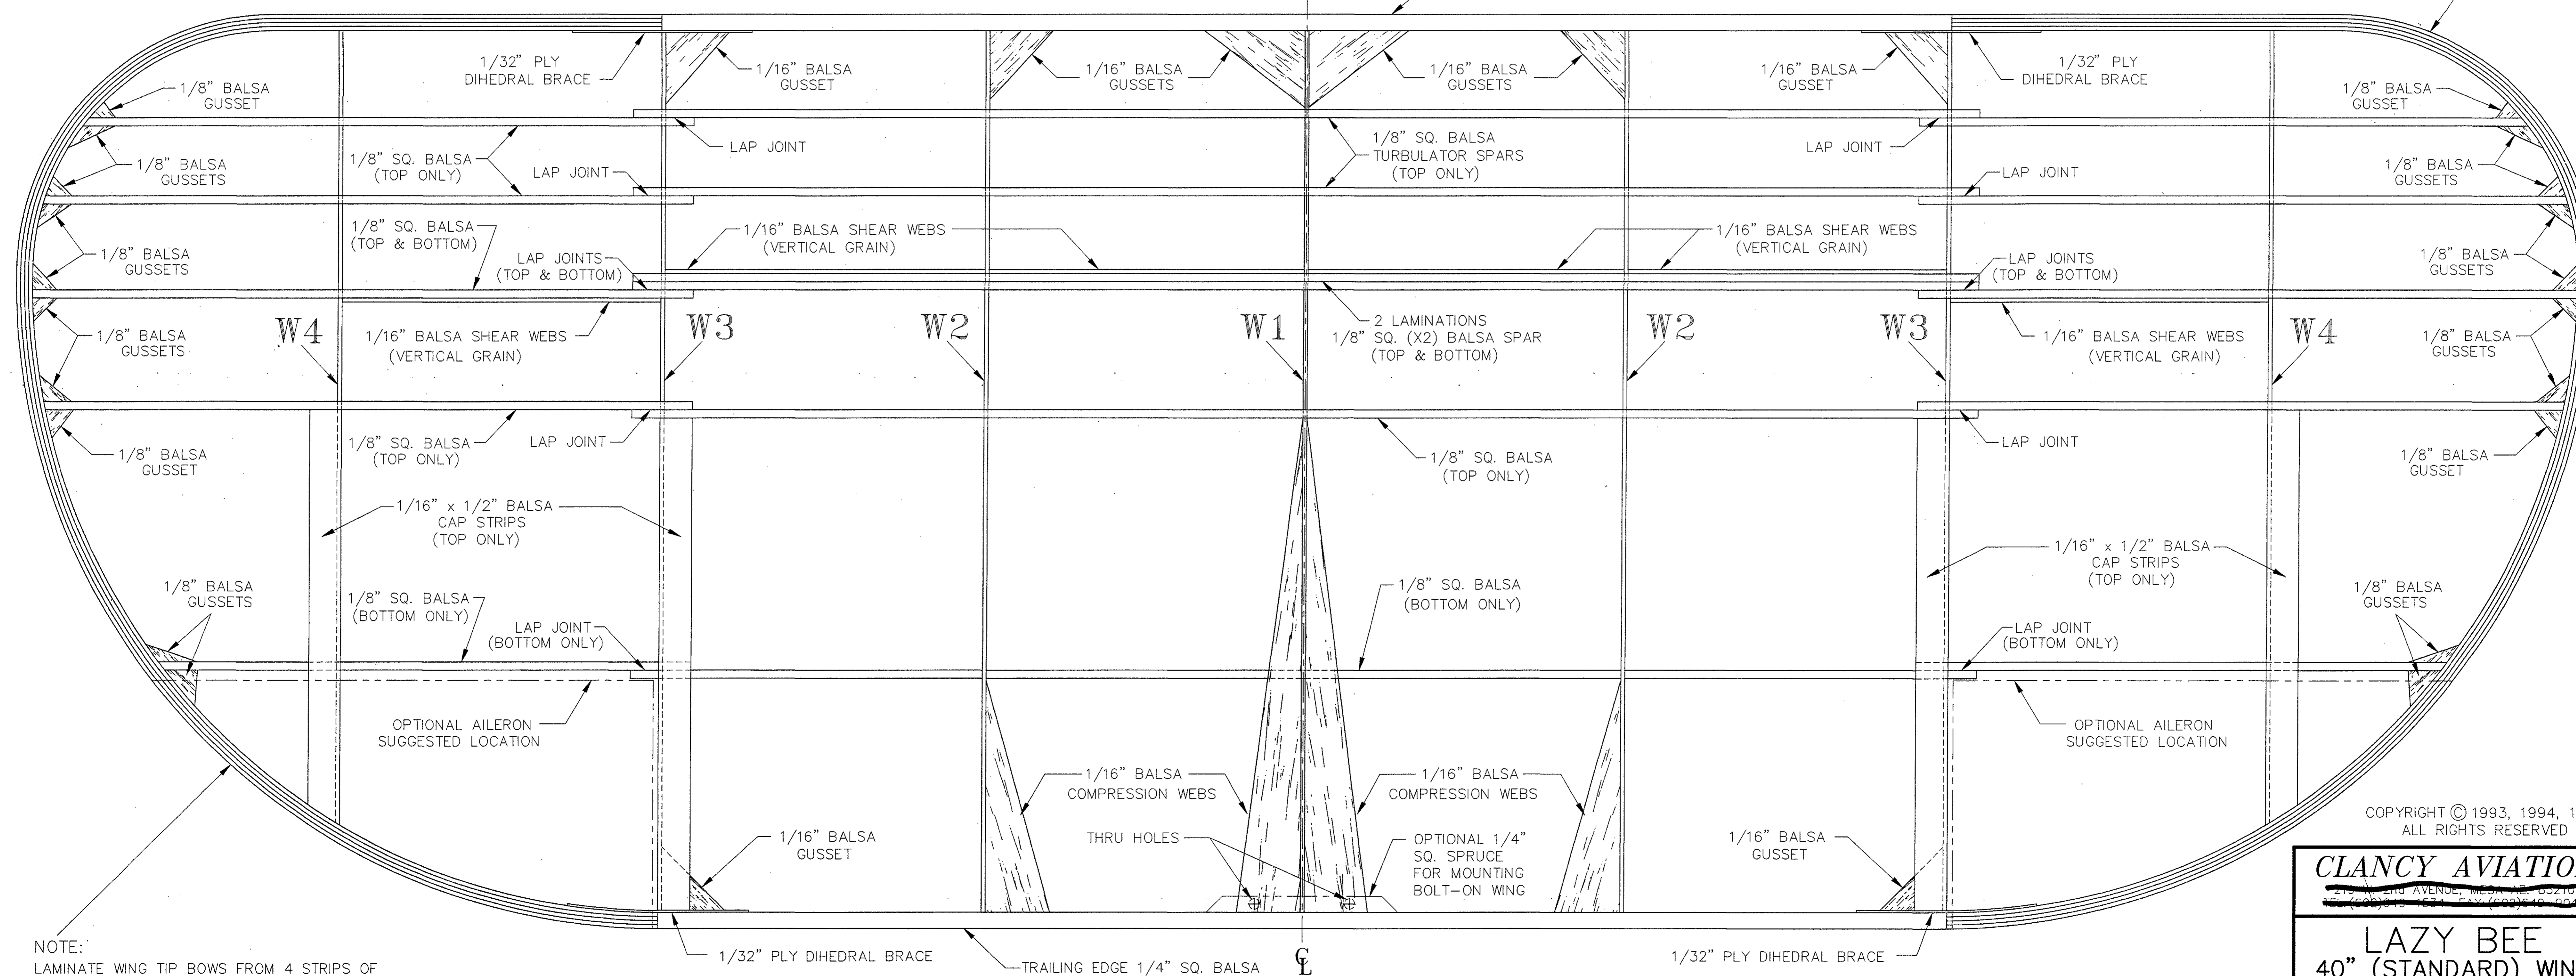 1/32" PLY
DIHEDRAL BRACE
1/16" BALSA
GUSSET
1/16" BALSA
GUSSETS
1/16" BALSA
GUSSETS
1/16" BALSA
GUSSET
1/32" PLY
DIHEDRAL BRACE
1/8" BALSA
GUSSET
1/8" BALSA
GUSSET
1/8" BALSA
GUSSETS
1/8" SQ. BALSA
(TOP ONLY)
LAP JOINT
LAP JOINT
1/8" SQ. BALSA
TURBULATOR SPARS
(TOP ONLY)
LAP JOINT
LAP JOINT
1/8" BALSA
GUSSETS
1/8" BALSA
GUSSETS
1/8" SQ. BALSA
(TOP & BOTTOM)
LAP JOINTS
(TOP & BOTTOM)
1/16" BALSA SHEAR WEBS
(VERTICAL GRAIN)
1/16" BALSA SHEAR WEBS
(VERTICAL GRAIN)
LAP JOINTS
(TOP & BOTTOM)
1/8" BALSA
GUSSETS
1/8" BALSA
GUSSETS
W4
1/16" BALSA SHEAR WEBS
(VERTICAL GRAIN)
W3
W2
W1
2 LAMINATIONS
1/8" SQ. (X2) BALSA SPAR
(TOP & BOTTOM)
W2
W3
1/16" BALSA SHEAR WEBS
(VERTICAL GRAIN)
W4
1/8" BALSA
GUSSETS
1/8" BALSA
GUSSET
1/8" SQ. BALSA
(TOP ONLY)
LAP JOINT
1/8" SQ. BALSA
(TOP ONLY)
LAP JOINT
1/8" BALSA
GUSSET
1/16" x 1/2" BALSA
CAP STRIPS
(TOP ONLY)
1/16" x 1/2" BALSA
CAP STRIPS
(TOP ONLY)
1/8" BALSA
GUSSETS
1/8" SQ. BALSA
(BOTTOM ONLY)
LAP JOINT
(BOTTOM ONLY)
1/8" SQ. BALSA
(BOTTOM ONLY)
LAP JOINT
(BOTTOM ONLY)
1/8" BALSA
GUSSETS
OPTIONAL AILERON
SUGGESTED LOCATION
OPTIONAL AILERON
SUGGESTED LOCATION
1/16" BALSA
COMPRESSION WEBS
1/16" BALSA
COMPRESSION WEBS
1/16" BALSA
GUSSET
THRU HOLES
OPTIONAL 1/4"
SQ. SPRUCE
FOR MOUNTING
BOLT-ON WING
1/16" BALSA
GUSSET
COPYRIGHT © 1993, 1994, 1
ALL RIGHTS RESERVED
CLANCY AVIATIO
AVENUE, MESA AZ.
LAZY BEE
40" (STANDARD) WIN
NOTE:
LAMINATE WING TIP BOWS FROM 4 STRIPS OF
1/32" PLY DIHEDRAL BRACE
TRAILING EDGE 1/4" SQ. BALSA
℄
1/32" PLY DIHEDRAL BRACE